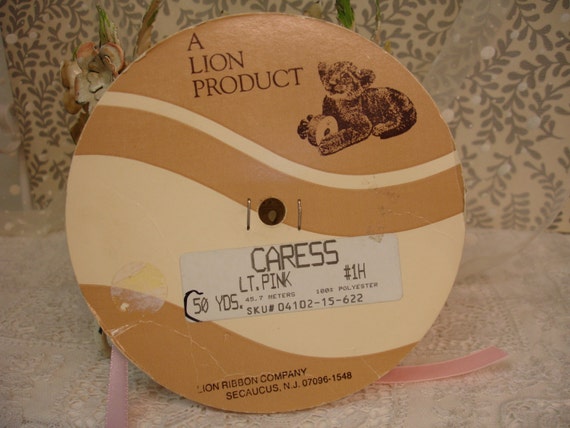 A
LION
PRODUCT
CARESS
LT. PINK #1H
50 YDS. 45.7 METERS 100% POLYESTER
SKU# 04102-15-622
LION RIBBON COMPANY
SECAUCUS, N.J. 07096-1548